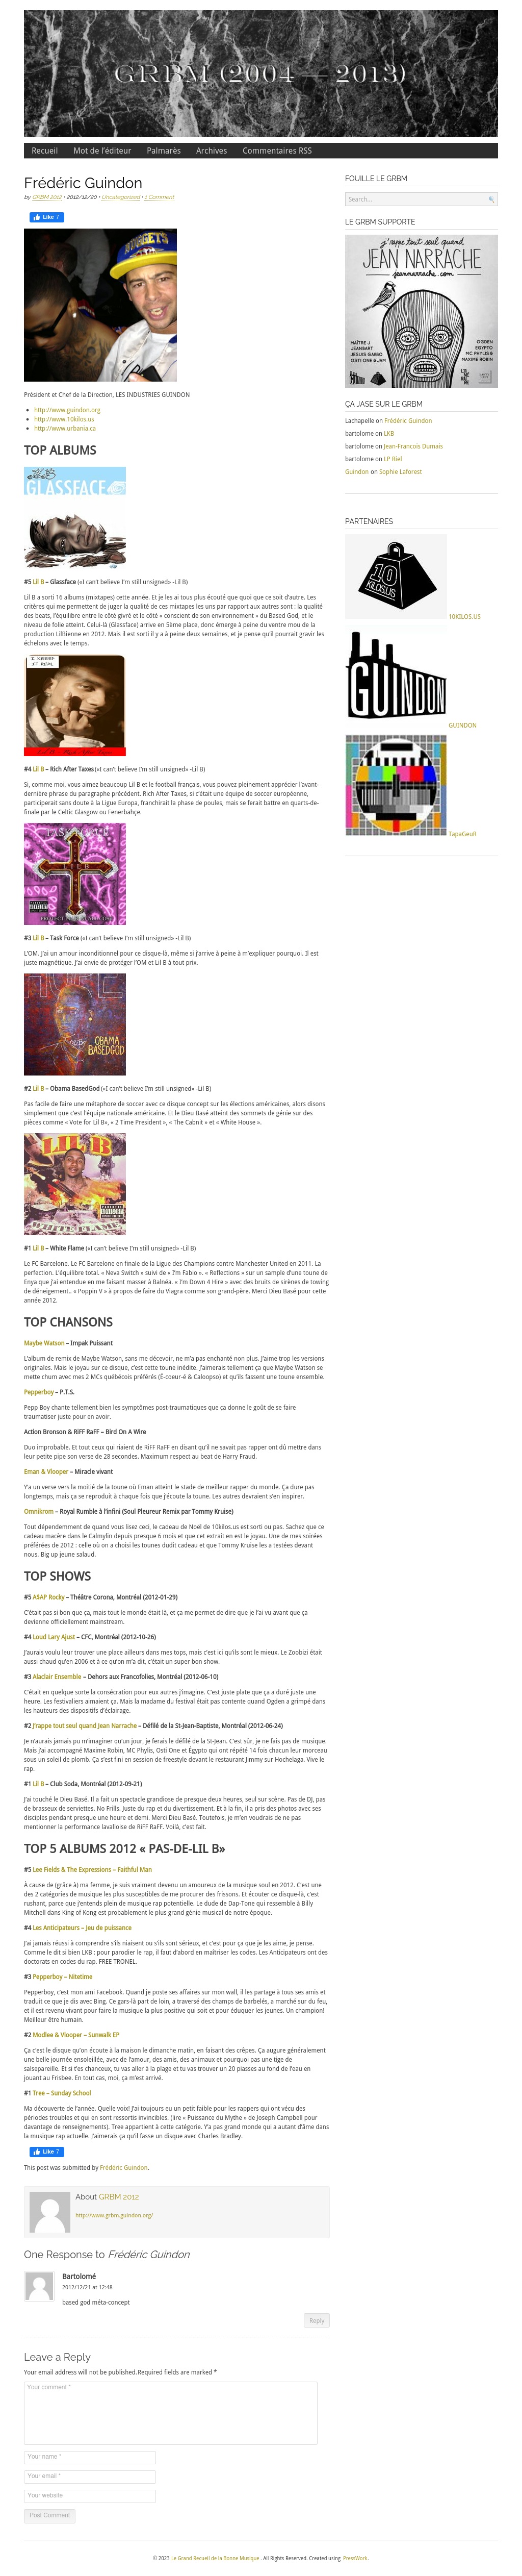 GRBM (2004 — 2013)
Recueil Mot de l'éditeur Palmarès Archives Commentaires RSS
Frédéric Guindon
by GRBM 2012 • 2012/12/20 • Uncategorized • 1 Comment
Like 7
Président et Chef de la Direction, LES INDUSTRIES GUINDON
http://www.guindon.org
http://www.10kilos.us
http://www.urbania.ca
TOP ALBUMS
GLASSFACE
#5 Lil B – Glassface («I can't believe I'm still unsigned» -Lil B)
Lil B a sorti 16 albums (mixtapes) cette année. Et je les ai tous plus écouté que quoi que ce soit d'autre. Les
critères qui me permettent de juger la qualité de ces mixtapes les uns par rapport aux autres sont : la qualité
des beats, l'équilibre entre le côté givré et le côté « conscient de son environnement » du Based God, et le
niveau de folie atteint. Celui-là (Glassface) arrive en 5ème place, donc émerge à peine du ventre mou de la
production LilBienne en 2012. Mais il est sorti il y a à peine deux semaines, et je pense qu'il pourrait gravir les
échelons avec le temps.
I KEEEP IT REAL
#4 Lil B – Rich After Taxes («I can't believe I'm still unsigned» -Lil B)
Si, comme moi, vous aimez beaucoup Lil B et le football français, vous pouvez pleinement apprécier l'avant-
dernière phrase du paragraphe précédent. Rich After Taxes, si c'était une équipe de soccer européenne,
participerait sans doute à la Ligue Europa, franchirait la phase de poules, mais se ferait battre en quarts-de-
finale par le Celtic Glasgow ou Fenerbahçe.
TASK FORCE
#3 Lil B – Task Force («I can't believe I'm still unsigned» -Lil B)
L'OM. J'ai un amour inconditionnel pour ce disque-là, même si j'arrive à peine à m'expliquer pourquoi. Il est
juste magnétique. J'ai envie de protéger l'OM et Lil B à tout prix.
OBAMA BASEDGOD
#2 Lil B – Obama BasedGod («I can't believe I'm still unsigned» -Lil B)
Pas facile de faire une métaphore de soccer avec ce disque concept sur les élections américaines, alors disons
simplement que c'est l'équipe nationale américaine. Et le Dieu Basé atteint des sommets de génie sur des
pièces comme « Vote for Lil B», « 2 Time President », « The Cabnit » et « White House ».
LIL B
WHITE FLAME
#1 Lil B – White Flame («I can't believe I'm still unsigned» -Lil B)
Le FC Barcelone. Le FC Barcelone en finale de la Ligue des Champions contre Manchester United en 2011. La
perfection. L'équilibre total. « Neva Switch » suivi de « I'm Fabio ». « Reflections » sur un sample d'une toune de
Enya que j'ai entendue en me faisant masser à Balnéa. « I'm Down 4 Hire » avec des bruits de sirènes de towing
de déneigement.. « Poppin V » à propos de faire du Viagra comme son grand-père. Merci Dieu Basé pour cette
année 2012.
TOP CHANSONS
Maybe Watson – Impak Puissant
L'album de remix de Maybe Watson, sans me décevoir, ne m'a pas enchanté non plus. J'aime trop les versions
originales. Mais le joyau sur ce disque, c'est cette toune inédite. J'aimerais tellement que Maybe Watson se
mette chum avec mes 2 MCs québécois préférés (É-coeur-é & Caloopso) et qu'ils fassent une toune ensemble.
Pepperboy – P.T.S.
Pepp Boy chante tellement bien les symptômes post-traumatiques que ça donne le goût de se faire
traumatiser juste pour en avoir.
Action Bronson & RiFF RaFF – Bird On A Wire
Duo improbable. Et tout ceux qui riaient de RiFF RaFF en disant qu'il ne savait pas rapper ont dû mettre dans
leur petite pipe son verse de 28 secondes. Maximum respect au beat de Harry Fraud.
Eman & Vlooper – Miracle vivant
Y'a un verse vers la moitié de la toune où Eman atteint le stade de meilleur rapper du monde. Ça dure pas
longtemps, mais ça se reproduit à chaque fois que j'écoute la toune. Les autres devraient s'en inspirer.
Omnikrom – Royal Rumble à l'infini (Soul Pleureur Remix par Tommy Kruise)
Tout dépendemment de quand vous lisez ceci, le cadeau de Noël de 10kilos.us est sorti ou pas. Sachez que ce
cadeau macère dans le Calmylin depuis presque 6 mois et que cet extrait en est le joyau. Une de mes soirées
préférées de 2012 : celle où on a choisi les tounes dudit cadeau et que Tommy Kruise les a testées devant
nous. Big up jeune salaud.
TOP SHOWS
#5 A$AP Rocky – Théâtre Corona, Montréal (2012-01-29)
C'était pas si bon que ça, mais tout le monde était là, et ça me permet de dire que je l'ai vu avant que ça
devienne officiellement mainstream.
#4 Loud Lary Ajust – CFC, Montréal (2012-10-26)
J'aurais voulu leur trouver une place ailleurs dans mes tops, mais c'est ici qu'ils sont le mieux. Le Zoobizi était
aussi chaud qu'en 2006 et à ce qu'on m'a dit, c'était un super bon show.
#3 Alaclair Ensemble – Dehors aux Francofolies, Montréal (2012-06-10)
C'était en quelque sorte la consécration pour eux autres j'imagine. C'est juste plate que ça a duré juste une
heure. Les festivaliers aimaient ça. Mais la madame du festival était pas contente quand Ogden a grimpé dans
les hauteurs des dispositifs d'éclairage.
#2 J'rappe tout seul quand Jean Narrache – Défilé de la St-Jean-Baptiste, Montréal (2012-06-24)
Je n'aurais jamais pu m'imaginer qu'un jour, je ferais le défilé de la St-Jean. C'est sûr, je ne fais pas de musique.
Mais j'ai accompagné Maxime Robin, MC Phylis, Osti One et Égypto qui ont répété 14 fois chacun leur morceau
sous un soleil de plomb. Ça s'est fini en session de freestyle devant le restaurant Jimmy sur Hochelaga. Vive le
rap.
#1 Lil B – Club Soda, Montréal (2012-09-21)
J'ai touché le Dieu Basé. Il a fait un spectacle grandiose de presque deux heures, seul sur scène. Pas de DJ, pas
de brasseux de serviettes. No Frills. Juste du rap et du divertissement. Et à la fin, il a pris des photos avec ses
disciples pendant presque une heure et demi. Merci Dieu Basé. Toutefois, je m'en voudrais de ne pas
mentionner la performance lavalloise de RiFF RaFF. Voilà, c'est fait.
TOP 5 ALBUMS 2012 « PAS-DE-LIL B»
#5 Lee Fields & The Expressions – Faithful Man
À cause de (grâce à) ma femme, je suis vraiment devenu un amoureux de la musique soul en 2012. C'est une
des 2 catégories de musique les plus susceptibles de me procurer des frissons. Et écouter ce disque-là, c'est
rushant, parce que j'entends plein de musique rap potentielle. Le dude de Dap-Tone qui ressemble à Billy
Mitchell dans King of Kong est probablement le plus grand génie musical de notre époque.
#4 Les Anticipateurs – Jeu de puissance
J'ai jamais réussi à comprendre s'ils niaisent ou s'ils sont sérieux, et c'est pour ça que je les aime, je pense.
Comme le dit si bien LKB : pour parodier le rap, il faut d'abord en maîtriser les codes. Les Anticipateurs ont des
doctorats en codes du rap. FREE TRONEL.
#3 Pepperboy – Nitetime
Pepperboy, c'est mon ami Facebook. Quand je poste ses affaires sur mon wall, il les partage à tous ses amis et
traduit ce que je dis avec Bing. Ce gars-là part de loin, a traversé des champs de barbelés, a marché sur du feu,
et il est revenu vivant pour faire la musique la plus positive qui soit et pour éduquer les jeunes. Un champion!
Meilleure être humain.
#2 Modlee & Vlooper – Sunwalk EP
Ça c'est le disque qu'on écoute à la maison le dimanche matin, en faisant des crêpes. Ça augure généralement
une belle journée ensoleillée, avec de l'amour, des amis, des animaux et pourquoi pas une tige de
salsepareille. Et si t'es chanceux, tu vas aller à la plage et tu vas trouver un 20 piasses au fond de l'eau en
jouant au Frisbee. En tout cas, moi, ça m'est arrivé.
#1 Tree – Sunday School
Ma découverte de l'année. Quelle voix! J'ai toujours eu un petit faible pour les rappers qui ont vécu des
périodes troubles et qui en sont ressortis invincibles. (lire « Puissance du Mythe » de Joseph Campbell pour
davantage de renseignements). Tree appartient à cette catégorie. Y'a pas grand monde qui a autant d'âme dans
la musique rap actuelle. J'aimerais ça qu'il fasse un disque avec Charles Bradley.
Like 7
This post was submitted by Frédéric Guindon.
About GRBM 2012
http://www.grbm.guindon.org/
One Response to Frédéric Guindon
Bartolomé
2012/12/21 at 12:48
based god méta-concept
Reply
Leave a Reply
Your email address will not be published.Required fields are marked *
Your comment *
Your name *
Your email *
Your website
Post Comment
FOUILLE LE GRBM
Search...
LE GRBM SUPPORTE
j'rappe tout seul quand
JEAN NARRACHE
jeannarrache.com
MAÎTRE J
JEANBART
JESUIS GABBO
OSTI ONE & JAM
OGDEN
EGYPTO
MC PHYLIS &
MAXIME ROBIN
ÇA JASE SUR LE GRBM
Lachapelle on Frédéric Guindon
bartolome on LKB
bartolome on Jean-Francois Dumais
bartolome on LP Riel
Guindon on Sophie Laforest
PARTENAIRES
10 KILOS.US
10KILOS.US
GUINDON
GUINDON
TapaGeuR
© 2023 Le Grand Recueil de la Bonne Musique . All Rights Reserved. Created using PressWork.